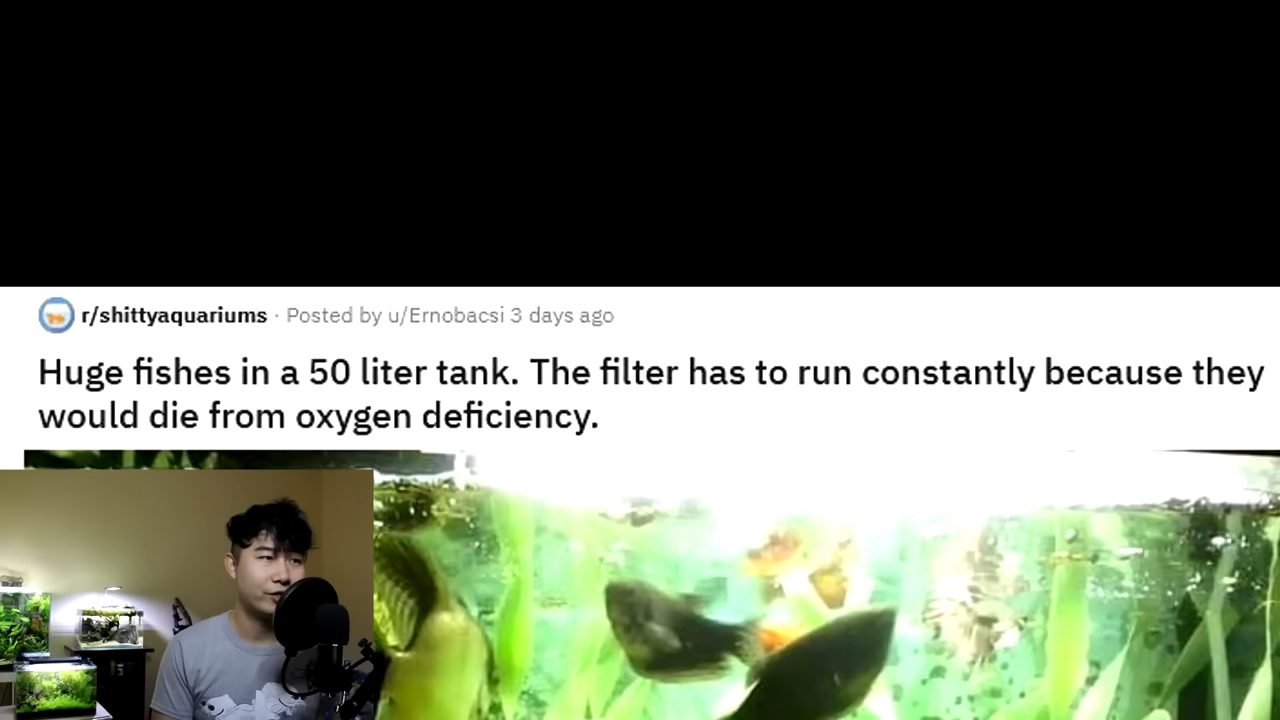 r/shittyaquariums · Posted by u/Ernobacsi 3 days ago
Huge fishes in a 50 liter tank. The filter has to run constantly because they
would die from oxygen deficiency.